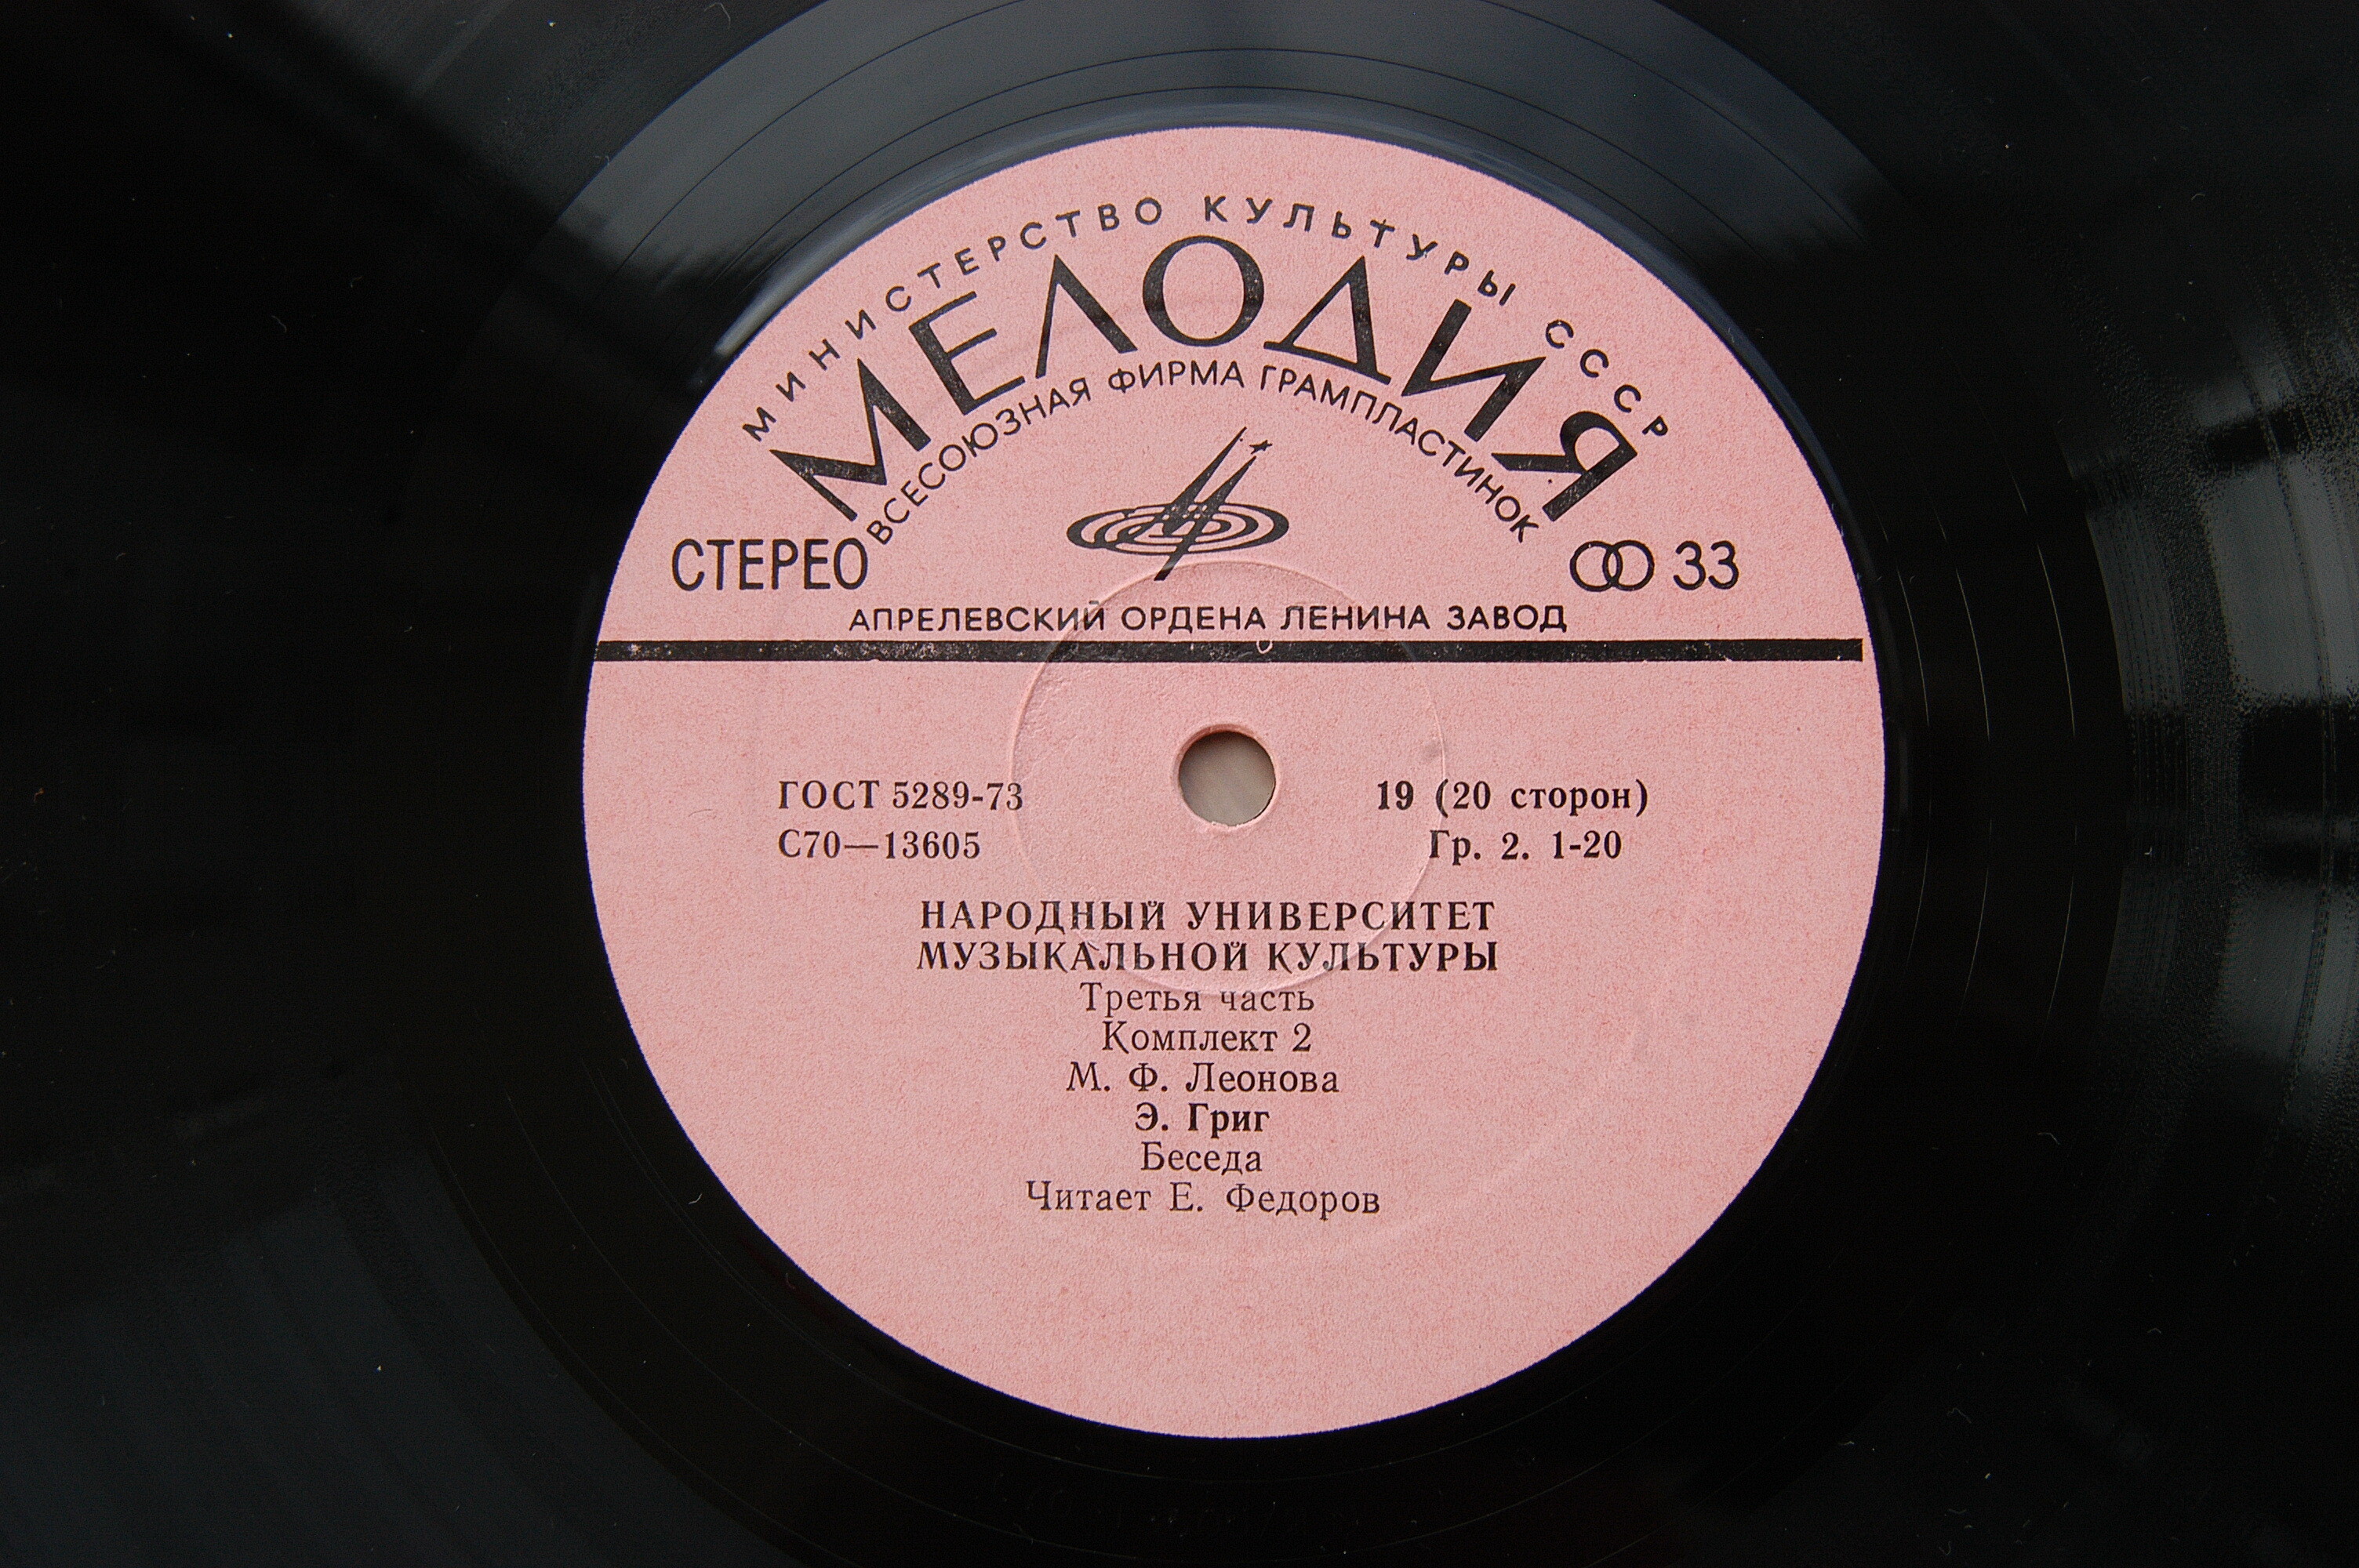 МИНИСТЕРСТВО КУЛЬТУРЫ СССР
МЕЛОДИЯ
ВСЕСОЮЗНАЯ ФИРМА ГРАМПЛАСТИНОК
СТЕРЕО 33
АПРЕЛЕВСКИЙ ОРДЕНА ЛЕНИНА ЗАВОД
ГОСТ 5289-73 19 (20 сторон)
С70—13605 Гр. 2. 1-20
НАРОДНЫЙ УНИВЕРСИТЕТ
МУЗЫКАЛЬНОЙ КУЛЬТУРЫ
Третья часть
Комплект 2
М. Ф. Леонова
Э. Григ
Беседа
Читает Е. Федоров